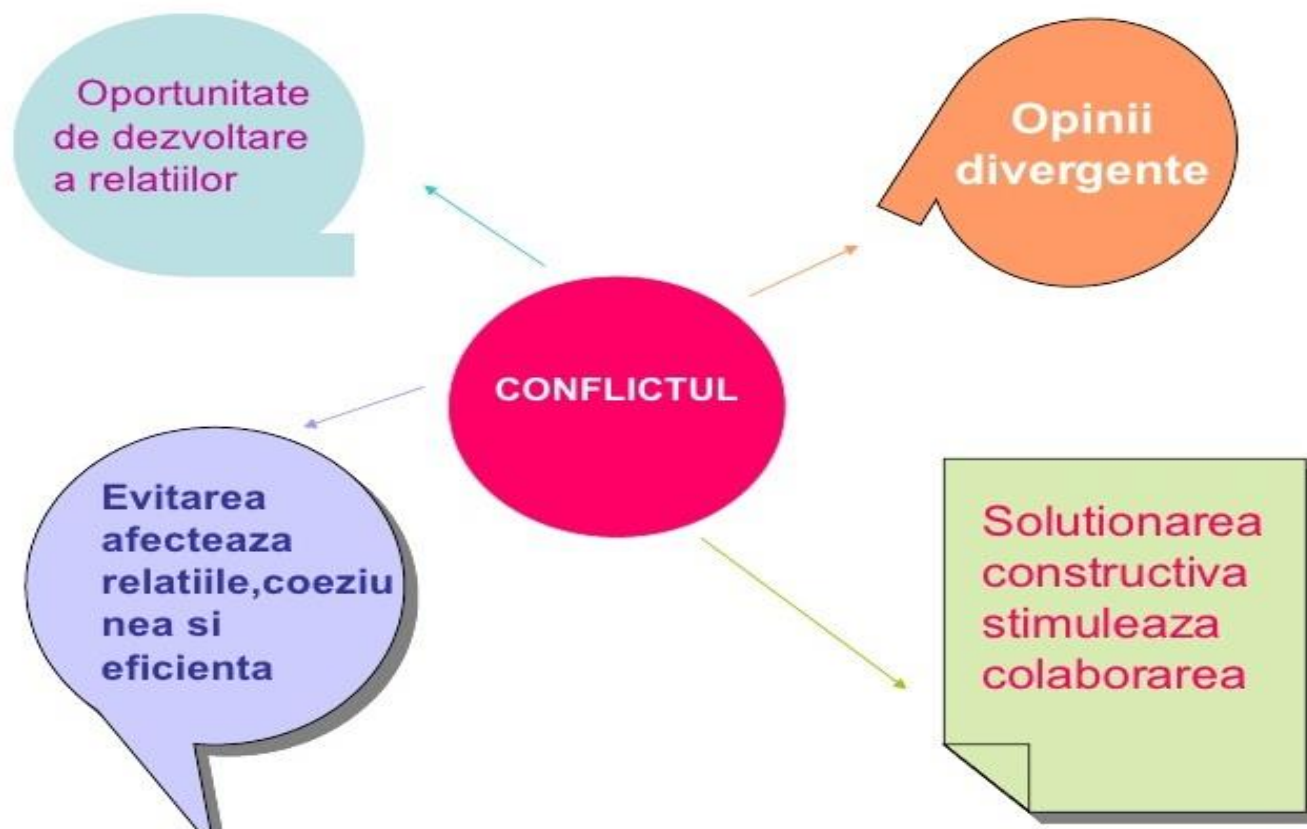 Oportunitate
de dezvoltare
a relatiilor
Opinii
divergente
CONFLICTUL
Evitarea
afecteaza
relatiile,coeziu
nea si
eficienta
Solutionarea
constructiva
stimuleaza
colaborarea